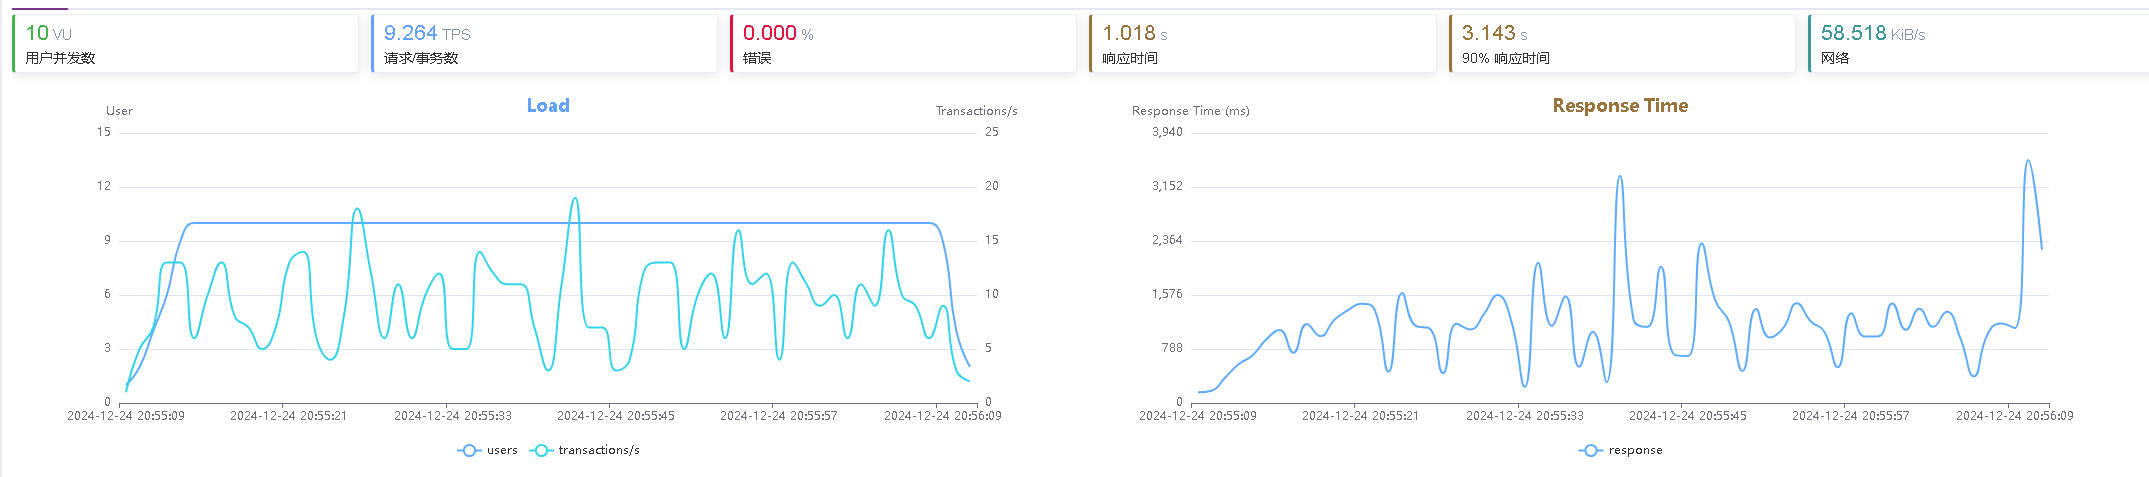 10 VU
用户并发数
9.264 TPS
请求/事务数
0.000 %
错误
1.018 s
响应时间
3.143 s
90% 响应时间
58.518 KiB/s
网络
Load
User
Transactions/s
15
12
9
6
3
0
25
20
15
10
5
0
2024-12-24 20:55:09
2024-12-24 20:55:21
2024-12-24 20:55:33
2024-12-24 20:55:45
2024-12-24 20:55:57
2024-12-24 20:56:09
users
transactions/s
Response Time
Response Time (ms)
3,940
3,152
2,364
1,576
788
0
2024-12-24 20:55:09
2024-12-24 20:55:21
2024-12-24 20:55:33
2024-12-24 20:55:45
2024-12-24 20:55:57
2024-12-24 20:56:09
response